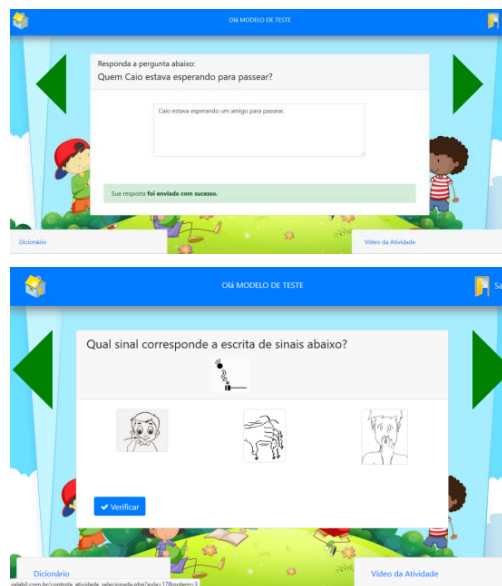 Olá MODELO DE TESTE
Responda a pergunta abaixo:
Quem Caio estava esperando para passear?
Caio estava esperando um amigo para passear.
Sua resposta foi enviada com sucesso.
Dicionário
Vídeo da Atividade
Olá MODELO DE TESTE
Sa
Qual sinal corresponde a escrita de sinais abaixo?
Verificar
Dicionário
Vídeo da Atividade